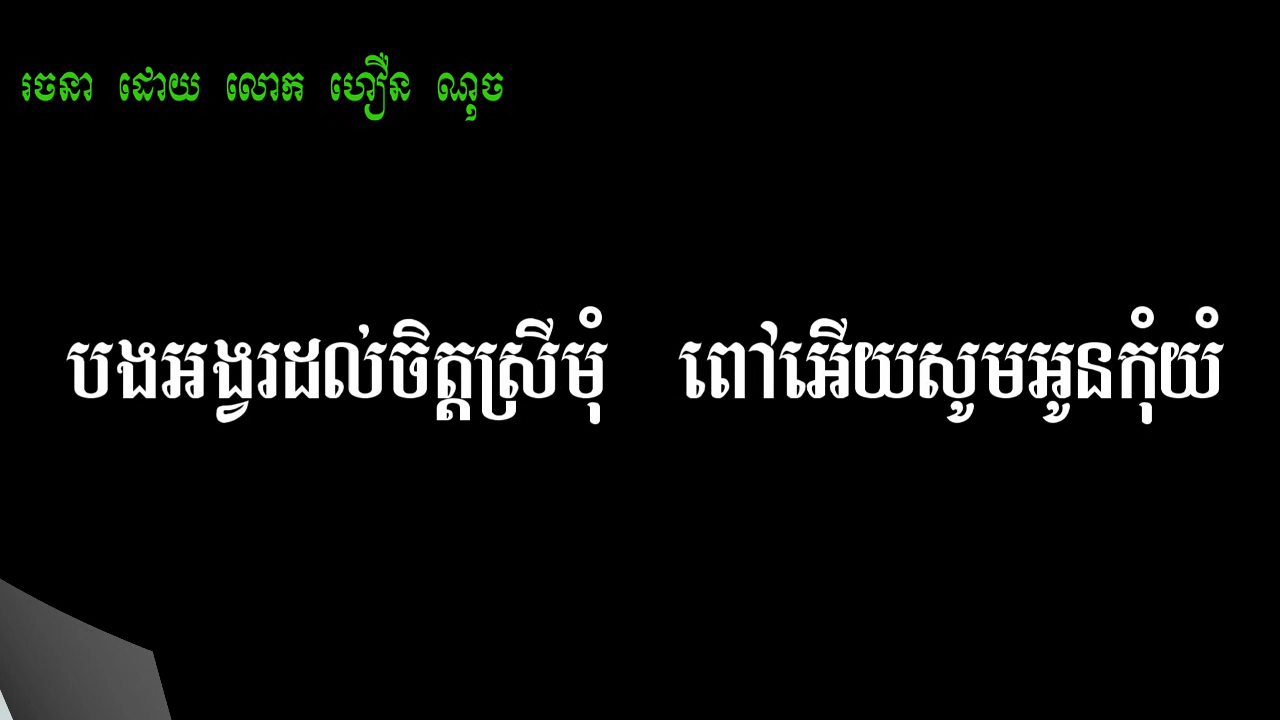 រចនា ដោយ លោក ហឿន ណុច
បងអង្វរដល់ចិត្តស្រីមុំ ពៅអើយសូមអូនកុំយំ